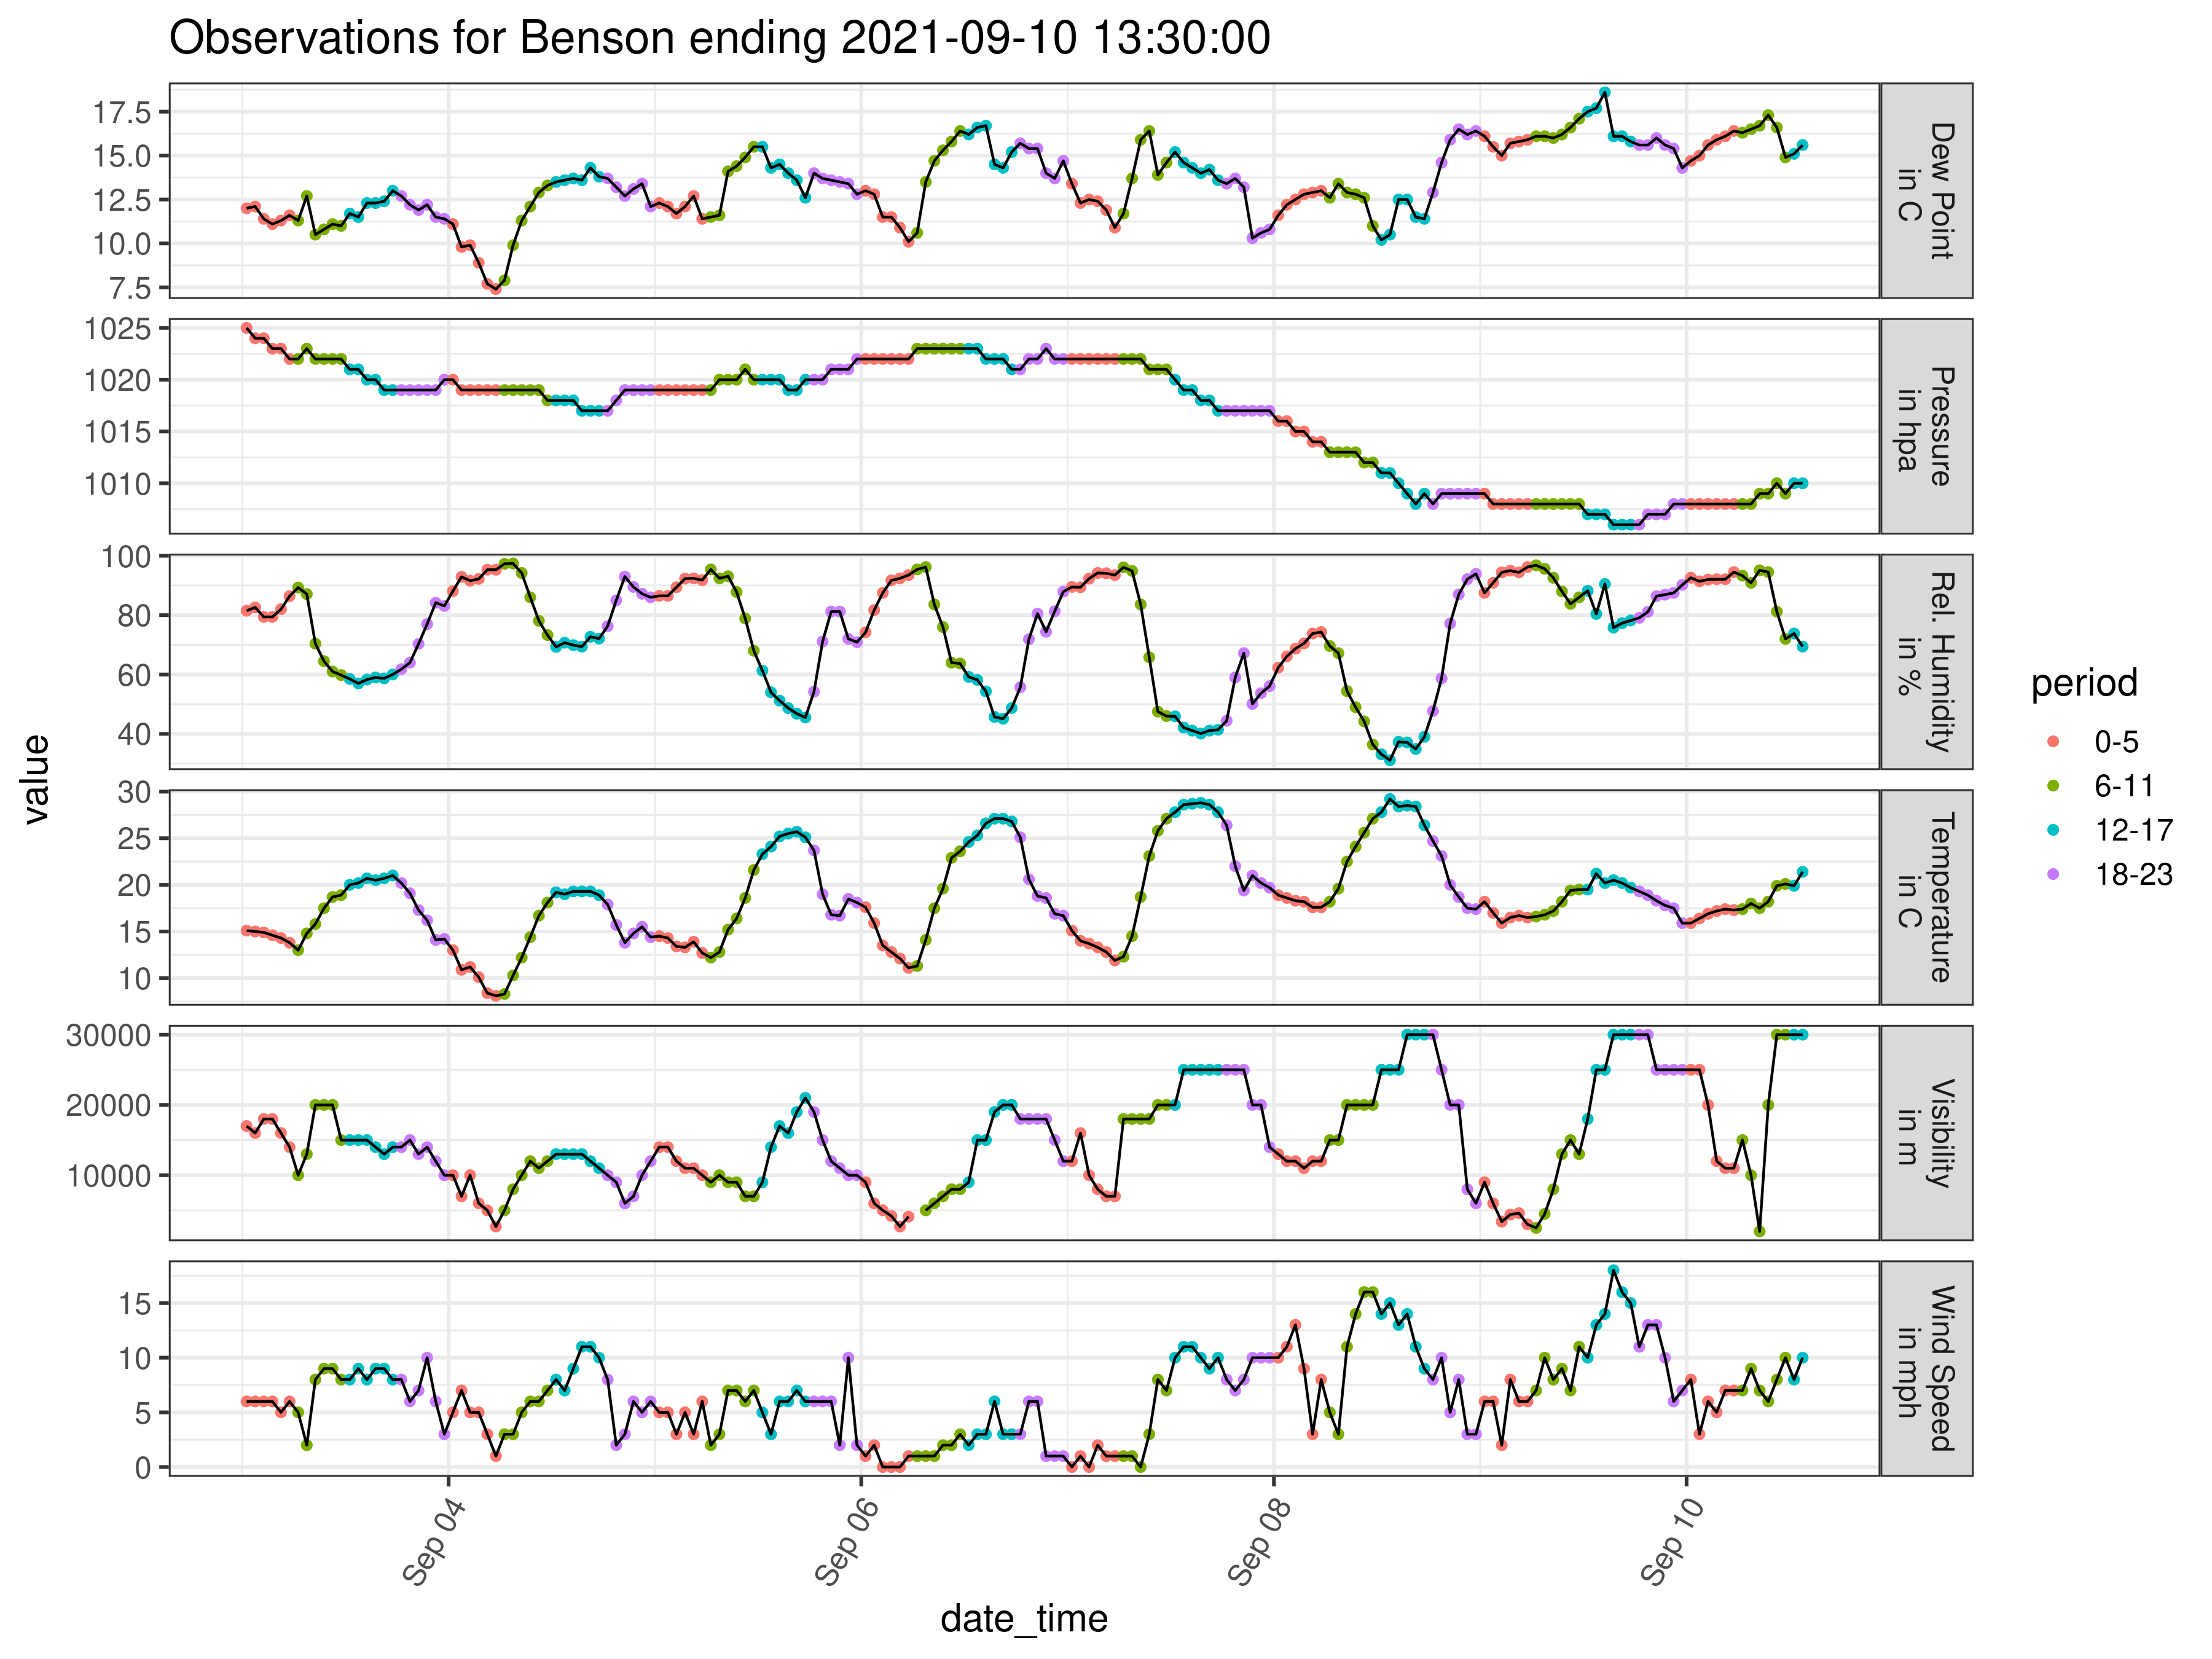 Observations for Benson ending 2021-09-10 13:30:00
17.5
15.0
12.5
10.0
7.5
Dew Point
in C
1025
1020
1015
1010
Pressure
in hpa
100
80
60
40
Rel. Humidity
in %
30
25
20
15
10
Temperature
in C
30000
20000
10000
Visibility
in m
15
10
5
0
Wind Speed
in mph
value
Sep 04
Sep 06
Sep 08
Sep 10
date_time
period
0-5
6-11
12-17
18-23